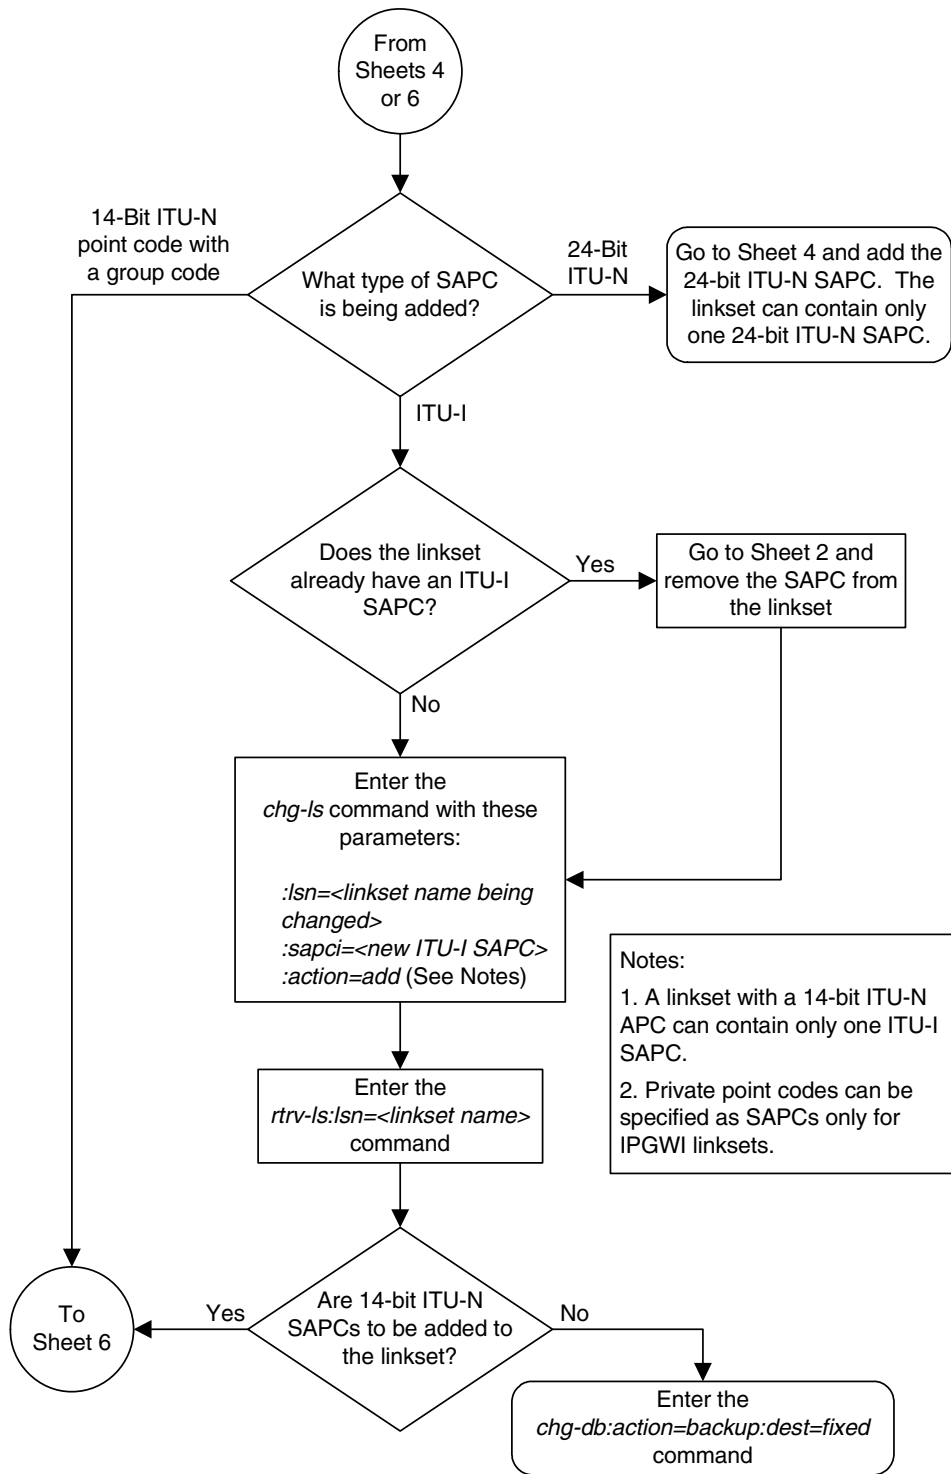 From
Sheets 4
or 6
14-Bit ITU-N
point code with
a group code
What type of SAPC
is being added?
24-Bit
ITU-N
Go to Sheet 4 and add the
24-bit ITU-N SAPC. The
linkset can contain only
one 24-bit ITU-N SAPC.
ITU-I
Does the linkset
already have an ITU-I
SAPC?
Yes
Go to Sheet 2 and
remove the SAPC from
the linkset
No
Enter the
chg-ls command with these
parameters:
:lsn=<linkset name being
changed>
:sapci=<new ITU-I SAPC>
:action=add (See Notes)
Notes:
1. A linkset with a 14-bit ITU-N
APC can contain only one ITU-I
SAPC.
2. Private point codes can be
specified as SAPCs only for
IPGWI linksets.
Enter the
rtrv-ls:lsn=<linkset name>
command
Are 14-bit ITU-N
SAPCs to be added to
the linkset?
Yes
To
Sheet 6
No
Enter the
chg-db:action=backup:dest=fixed
command